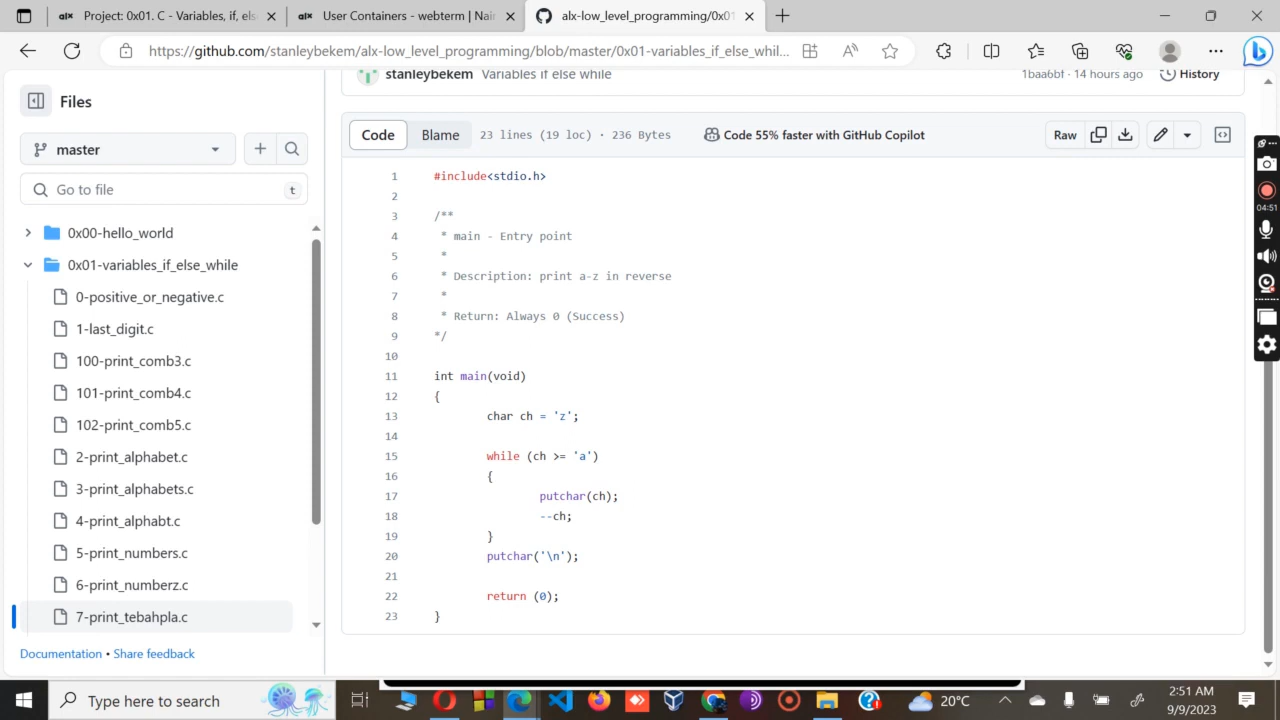 Project: 0x01. C - Variables, if, els
User Containers - webterm | Nair
alx-low_level_programming/0x01
https://github.com/stanleybekem/alx-low_level_programming/blob/master/0x01-variables_if_else_whil...
stanleybekem Variables if else while
1baa6bf · 14 hours ago History
Files
Code Blame 23 lines (19 loc) · 236 Bytes Code 55% faster with GitHub Copilot Raw
master
Go to file t
0x00-hello_world
0x01-variables_if_else_while
0-positive_or_negative.c
1-last_digit.c
100-print_comb3.c
101-print_comb4.c
102-print_comb5.c
2-print_alphabet.c
3-print_alphabets.c
4-print_alphabt.c
5-print_numbers.c
6-print_numberz.c
7-print_tebahpla.c
Documentation • Share feedback
1 #include<stdio.h>
2
3 /**
4 * main - Entry point
5 *
6 * Description: print a-z in reverse
7 *
8 * Return: Always 0 (Success)
9 */
10
11 int main(void)
12 {
13 char ch = 'z';
14
15 while (ch >= 'a')
16 {
17 putchar(ch);
18 --ch;
19 }
20 putchar('\n');
21
22 return (0);
23 }
04:51
Type here to search
20°C
2:51 AM
9/9/2023